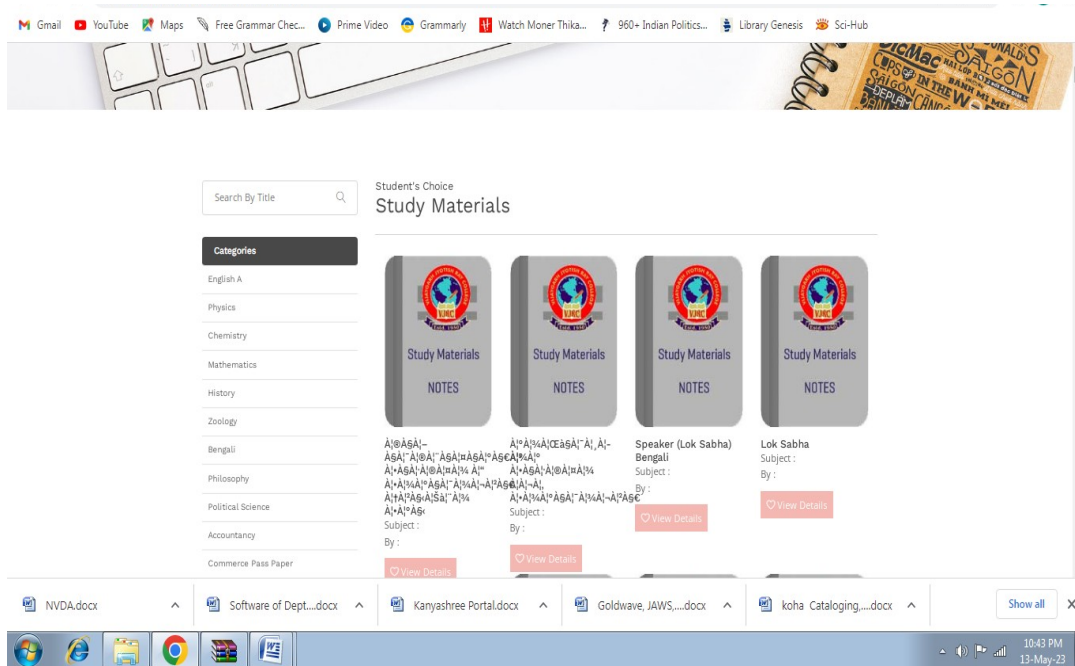 Gmail
YouTube
Maps
Free Grammar Chec...
Prime Video
Grammarly
Watch Moner Thika...
960+ Indian Politics...
Library Genesis
Sci-Hub
Search By Title
Student's Choice
Study Materials
Categories
English A
Physics
Chemistry
Mathematics
History
Zoology
Bengali
Philosophy
Political Science
Accountancy
Commerce Pass Paper
VJRC
Study Materials
NOTES
Subject :
By :
View Details
VJRC
Study Materials
NOTES
Subject :
By :
View Details
VJRC
Study Materials
NOTES
Speaker (Lok Sabha)
Bengali
Subject :
By :
View Details
VJRC
Study Materials
NOTES
Lok Sabha
Subject :
By :
View Details
NVDA.docx
Software of Dept....docx
Kanyashree Portal.docx
Goldwave, JAWS,....docx
koha Cataloging,....docx
Show all
10:43 PM
13-May-23